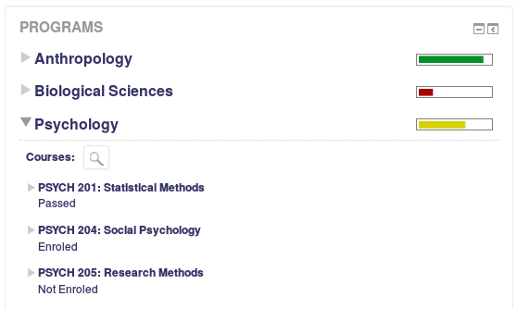 PROGRAMS
Anthropology
Biological Sciences
Psychology
Courses:
PSYCH 201: Statistical Methods
Passed
PSYCH 204: Social Psychology
Enroled
PSYCH 205: Research Methods
Not Enroled